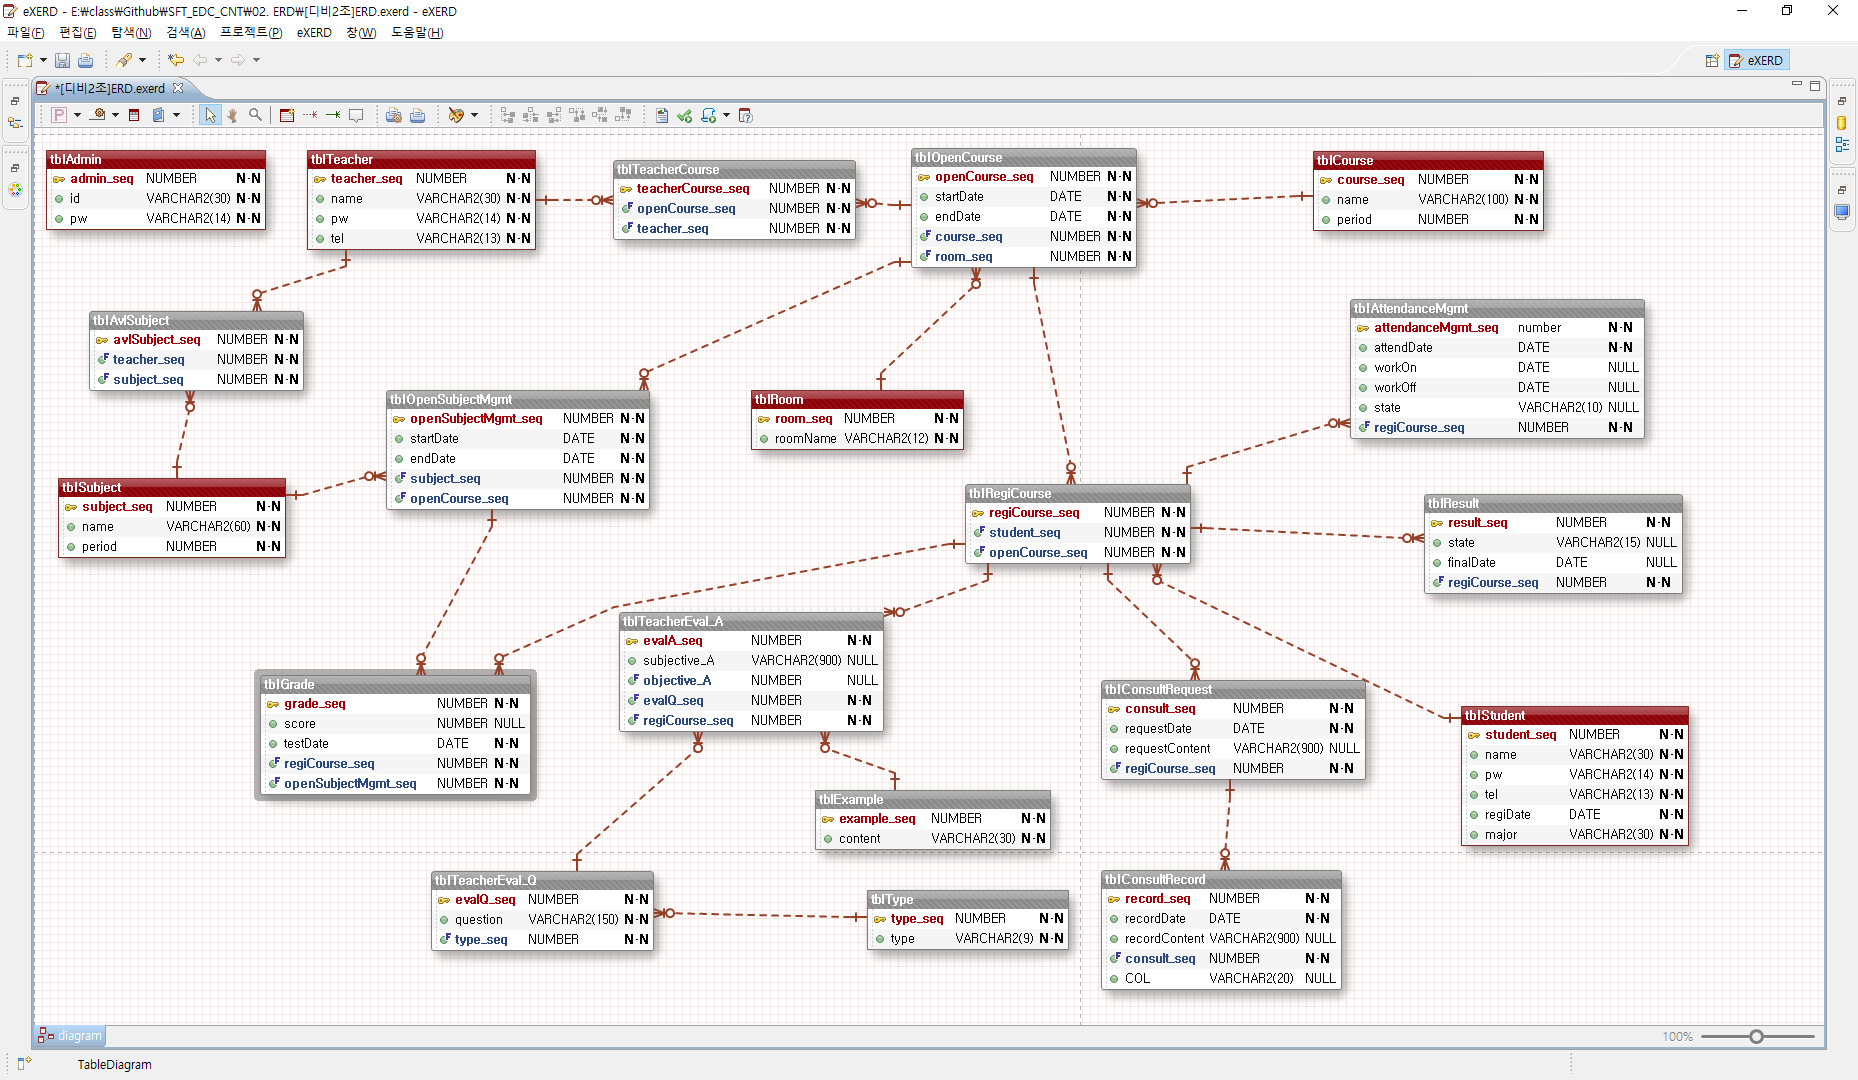 eXERD - E:₩class₩Github₩SFT_EDC_CNT₩02. ERD₩[디비2조]ERD.exerd - eXERD
파일(F) 편집(E) 탐색(N) 검색(A) 프로젝트(P) eXERD 창(W) 도움말(H)
eXERD
*[디비2조]ERD.exerd
tblAdmin
admin_seq NUMBER N-N
id VARCHAR2(30) N-N
pw VARCHAR2(14) N-N
tblTeacher
teacher_seq NUMBER N-N
name VARCHAR2(30) N-N
pw VARCHAR2(14) N-N
tel VARCHAR2(13) N-N
tblTeacherCourse
teacherCourse_seq NUMBER N-N
openCourse_seq NUMBER N-N
teacher_seq NUMBER N-N
tblOpenCourse
openCourse_seq NUMBER N-N
startDate DATE N-N
endDate DATE N-N
course_seq NUMBER N-N
room_seq NUMBER N-N
tblCourse
course_seq NUMBER N-N
name VARCHAR2(100) N-N
period NUMBER N-N
tblAvlSubject
avlSubject_seq NUMBER N-N
teacher_seq NUMBER N-N
subject_seq NUMBER N-N
tblAttendanceMgmt
attendanceMgmt_seq number N-N
attendDate DATE N-N
workOn DATE NULL
workOff DATE NULL
state VARCHAR2(10) NULL
regiCourse_seq NUMBER N-N
tblOpenSubjectMgmt
openSubjectMgmt_seq NUMBER N-N
startDate DATE N-N
endDate DATE N-N
subject_seq NUMBER N-N
openCourse_seq NUMBER N-N
tblRoom
room_seq NUMBER N-N
roomName VARCHAR2(12) N-N
tblSubject
subject_seq NUMBER N-N
name VARCHAR2(60) N-N
period NUMBER N-N
tblRegiCourse
regiCourse_seq NUMBER N-N
student_seq NUMBER N-N
openCourse_seq NUMBER N-N
tblResult
result_seq NUMBER N-N
state VARCHAR2(15) NULL
finalDate DATE NULL
regiCourse_seq NUMBER N-N
tblTeacherEval_A
evalA_seq NUMBER N-N
subjective_A VARCHAR2(900) NULL
objective_A NUMBER NULL
evalQ_seq NUMBER N-N
regiCourse_seq NUMBER N-N
tblGrade
grade_seq NUMBER N-N
score NUMBER NULL
testDate DATE N-N
regiCourse_seq NUMBER N-N
openSubjectMgmt_seq NUMBER N-N
tblConsultRequest
consult_seq NUMBER N-N
requestDate DATE N-N
requestContent VARCHAR2(900) NULL
regiCourse_seq NUMBER N-N
tblStudent
student_seq NUMBER N-N
name VARCHAR2(30) N-N
pw VARCHAR2(14) N-N
tel VARCHAR2(13) N-N
regiDate DATE N-N
major VARCHAR2(30) N-N
tblExample
example_seq NUMBER N-N
content VARCHAR2(30) N-N
tblTeacherEval_Q
evalQ_seq NUMBER N-N
question VARCHAR2(150) N-N
type_seq NUMBER N-N
tblType
type_seq NUMBER N-N
type VARCHAR2(9) N-N
tblConsultRecord
record_seq NUMBER N-N
recordDate DATE N-N
recordContent VARCHAR2(900) NULL
consult_seq NUMBER N-N
COL VARCHAR2(20) NULL
diagram
100%
TableDiagram